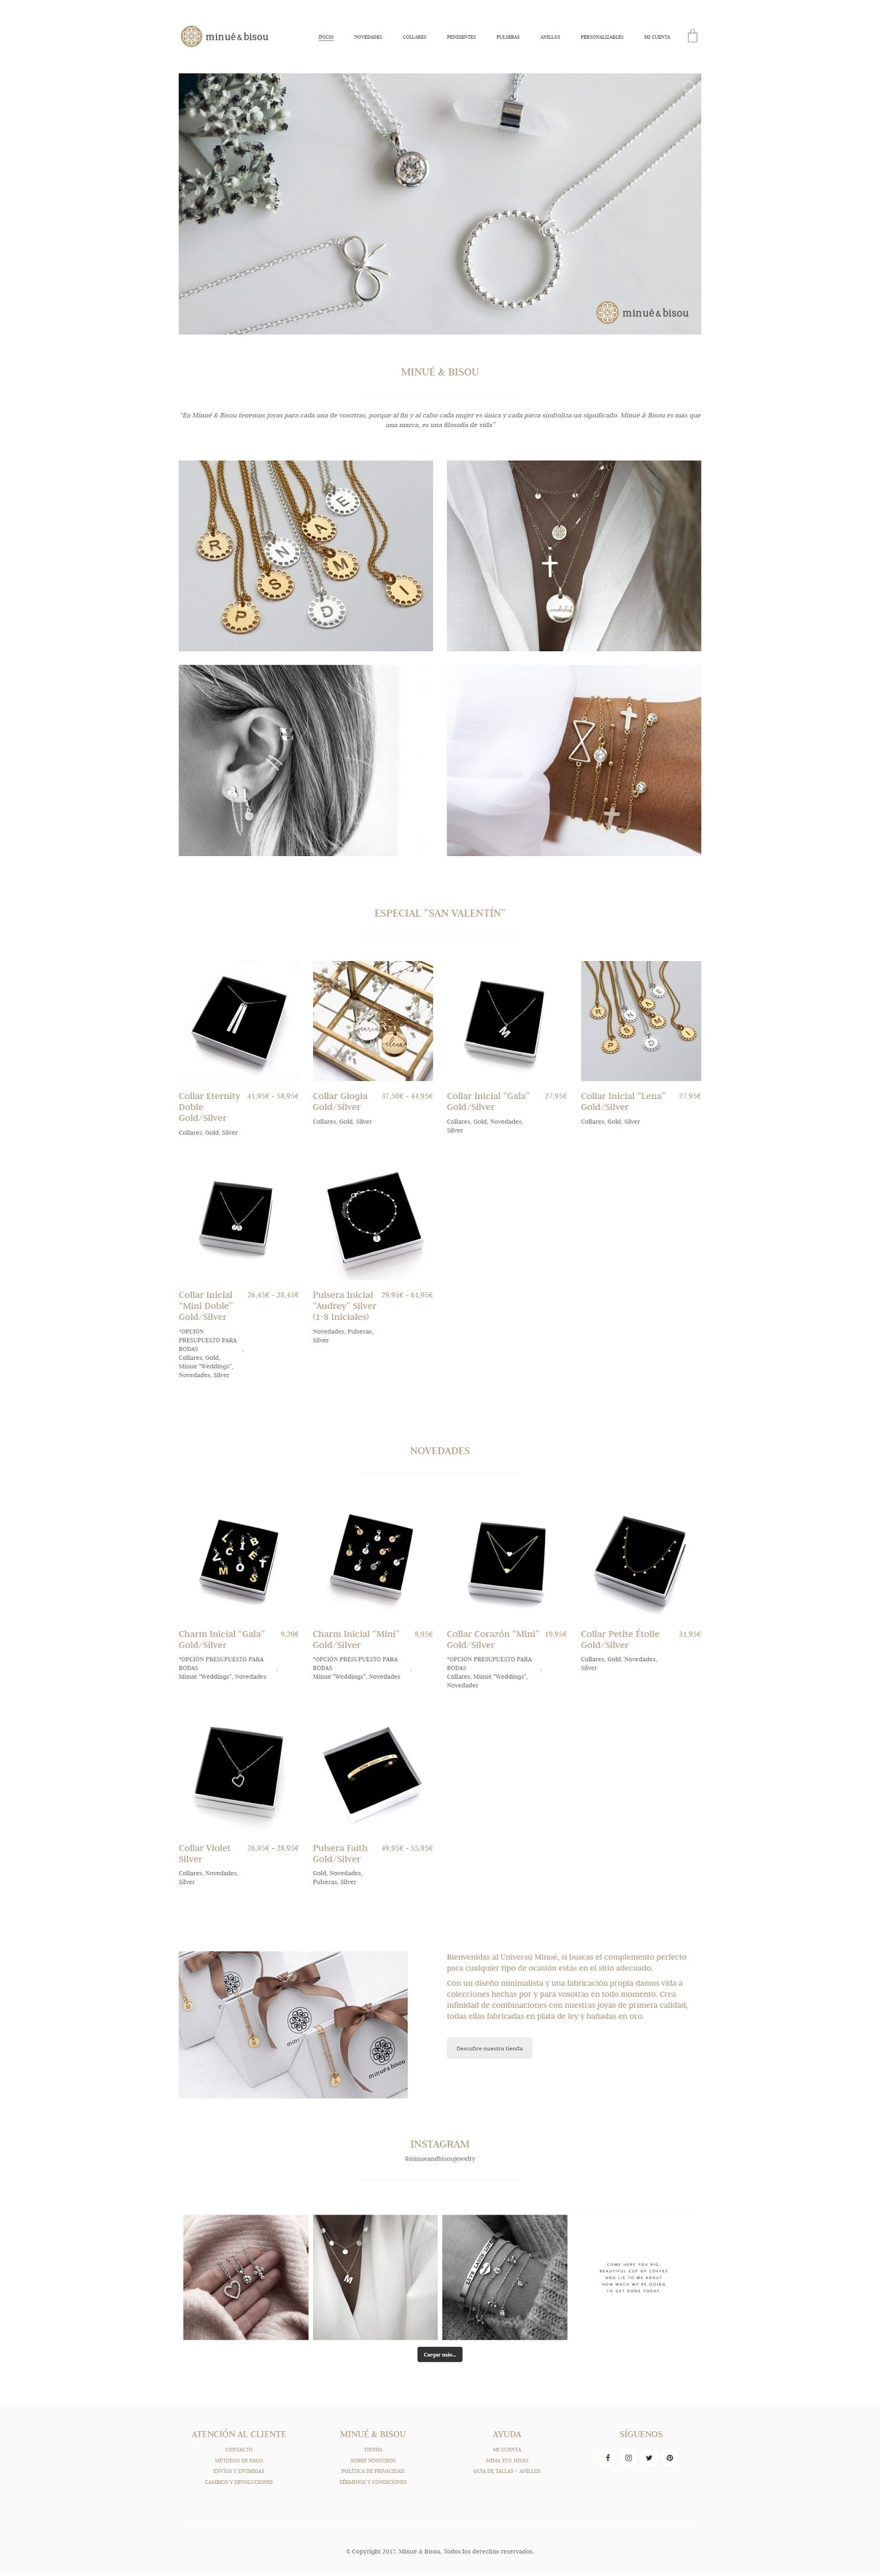 minué & bisou
INICIO NOVEDADES COLLARES PENDIENTES PULSERAS ANILLOS PERSONALIZABLES MI CUENTA
minué & bisou
MINUÉ & BISOU
"En Minué & Bisou tenemos joyas para cada una de vosotras, porque al fin y al cabo cada mujer es única y cada pieza simboliza un significado. Minué & Bisou es más que
una marca, es una filosofía de vida"
R N A E
S M I
P D
wanderlust
ESPECIAL "SAN VALENTÍN"
Collar Eternity
Doble
Gold/Silver
41,95€ – 58,95€
Collares, Gold, Silver
elena
Collar Giogia
Gold/Silver
37,50€ – 44,95€
Collares, Gold, Silver
M
Collar Inicial "Gala"
Gold/Silver
27,95€
Collares, Gold, Novedades,
Silver
R N A E
S M I
P D
Collar Inicial "Lena"
Gold/Silver
27,95€
Collares, Gold, Silver
Collar Inicial
"Mini Doble"
Gold/Silver
26,45€ – 28,45€
*OPCIÓN
PRESUPUESTO PARA
BODAS ,
Collares, Gold,
Minué "Weddings",
Novedades, Silver
Pulsera Inicial
"Audrey" Silver
(1-8 Iniciales)
29,95€ – 61,95€
Novedades, Pulseras,
Silver
NOVEDADES
L I B
C E T
V O
M S
Charm Inicial "Gala"
Gold/Silver
9,20€
*OPCIÓN PRESUPUESTO PARA
BODAS ,
Minué "Weddings", Novedades
Charm Inicial "Mini"
Gold/Silver
8,95€
*OPCIÓN PRESUPUESTO PARA
BODAS ,
Minué "Weddings", Novedades
Collar Corazón "Mini"
Gold/Silver
19,95€
*OPCIÓN PRESUPUESTO PARA
BODAS ,
Collares, Minué "Weddings",
Novedades
Collar Petite Étoile
Gold/Silver
31,95€
Collares, Gold, Novedades,
Silver
Collar Violet
Silver
26,95€ – 28,95€
Collares, Novedades,
Silver
Pulsera Faith
Gold/Silver
49,95€ – 55,95€
Gold, Novedades,
Pulseras, Silver
minué & bisou
Bienvenidxs al Universo Minué, si buscas el complemento perfecto
para cualquier tipo de ocasión estás en el sitio adecuado.
Con un diseño minimalista y una fabricación propia damos vida a
colecciones hechas por y para vosotras en todo momento. Crea
infinidad de combinaciones con nuestras joyas de primera calidad,
todas ellas fabricadas en plata de ley y bañadas en oro.
Descubre nuestra tienda
INSTAGRAM
@minueandbisoujewelry
M
COME HERE YOU BIG,
BEAUTIFUL CUP OF COFFEE
AND LIE TO ME ABOUT
HOW MUCH WE'RE GOING
TO GET DONE TODAY.
Cargar más...
ATENCIÓN AL CLIENTE
CONTACTO
MÉTODOS DE PAGO
ENVÍOS Y ENTREGAS
CAMBIOS Y DEVOLUCIONES
MINUÉ & BISOU
TIENDA
SOBRE NOSOTROS
POLÍTICA DE PRIVACIDAD
TÉRMINOS Y CONDICIONES
AYUDA
MI CUENTA
MIMA TUS JOYAS
GUÍA DE TALLAS – ANILLOS
SÍGUENOS
© Copyright 2017. Minué & Bisou. Todos los derechos reservados.